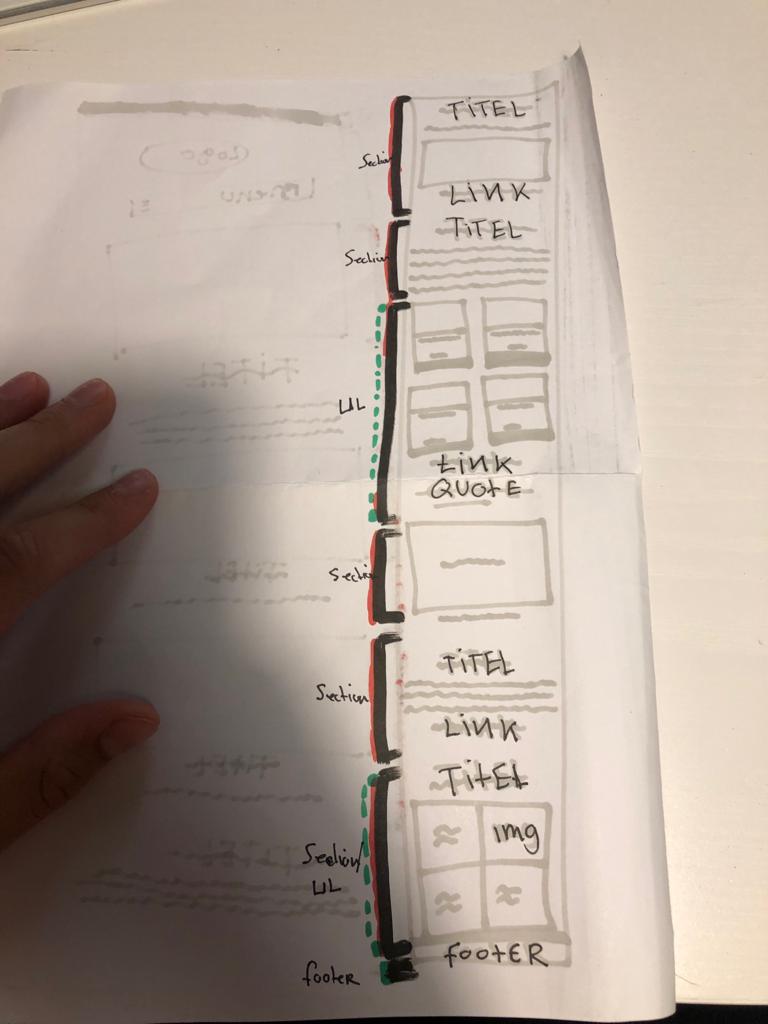 TiTEL
Section
LiNK
TiTEL
Section
UL
LiNK
QUOTE
Section
TiTEL
Section
LiNK
TiTEL
img
Section/
UL
footER
footer